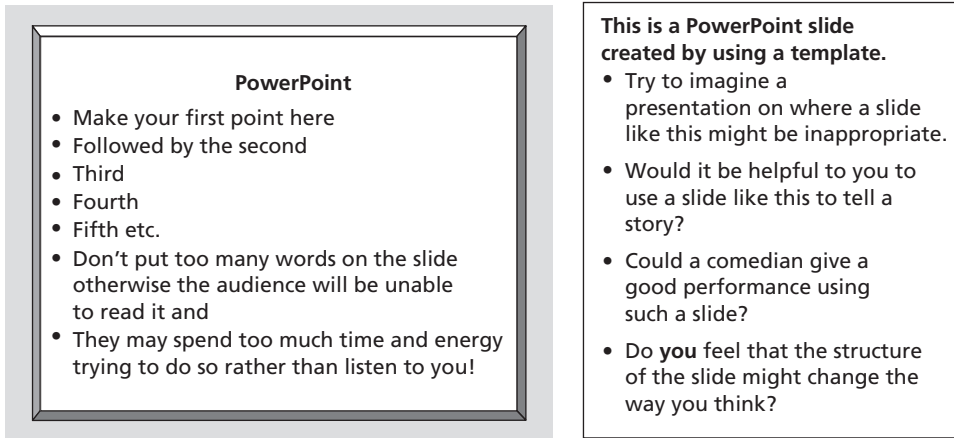 PowerPoint
• Make your first point here
• Followed by the second
• Third
• Fourth
• Fifth etc.
• Don’t put too many words on the slide
otherwise the audience will be unable
to read it and
• They may spend too much time and energy
trying to do so rather than listen to you!
This is a PowerPoint slide
created by using a template.
• Try to imagine a
presentation on where a slide
like this might be inappropriate.
• Would it be helpful to you to
use a slide like this to tell a
story?
• Could a comedian give a
good performance using
such a slide?
• Do you feel that the structure
of the slide might change the
way you think?